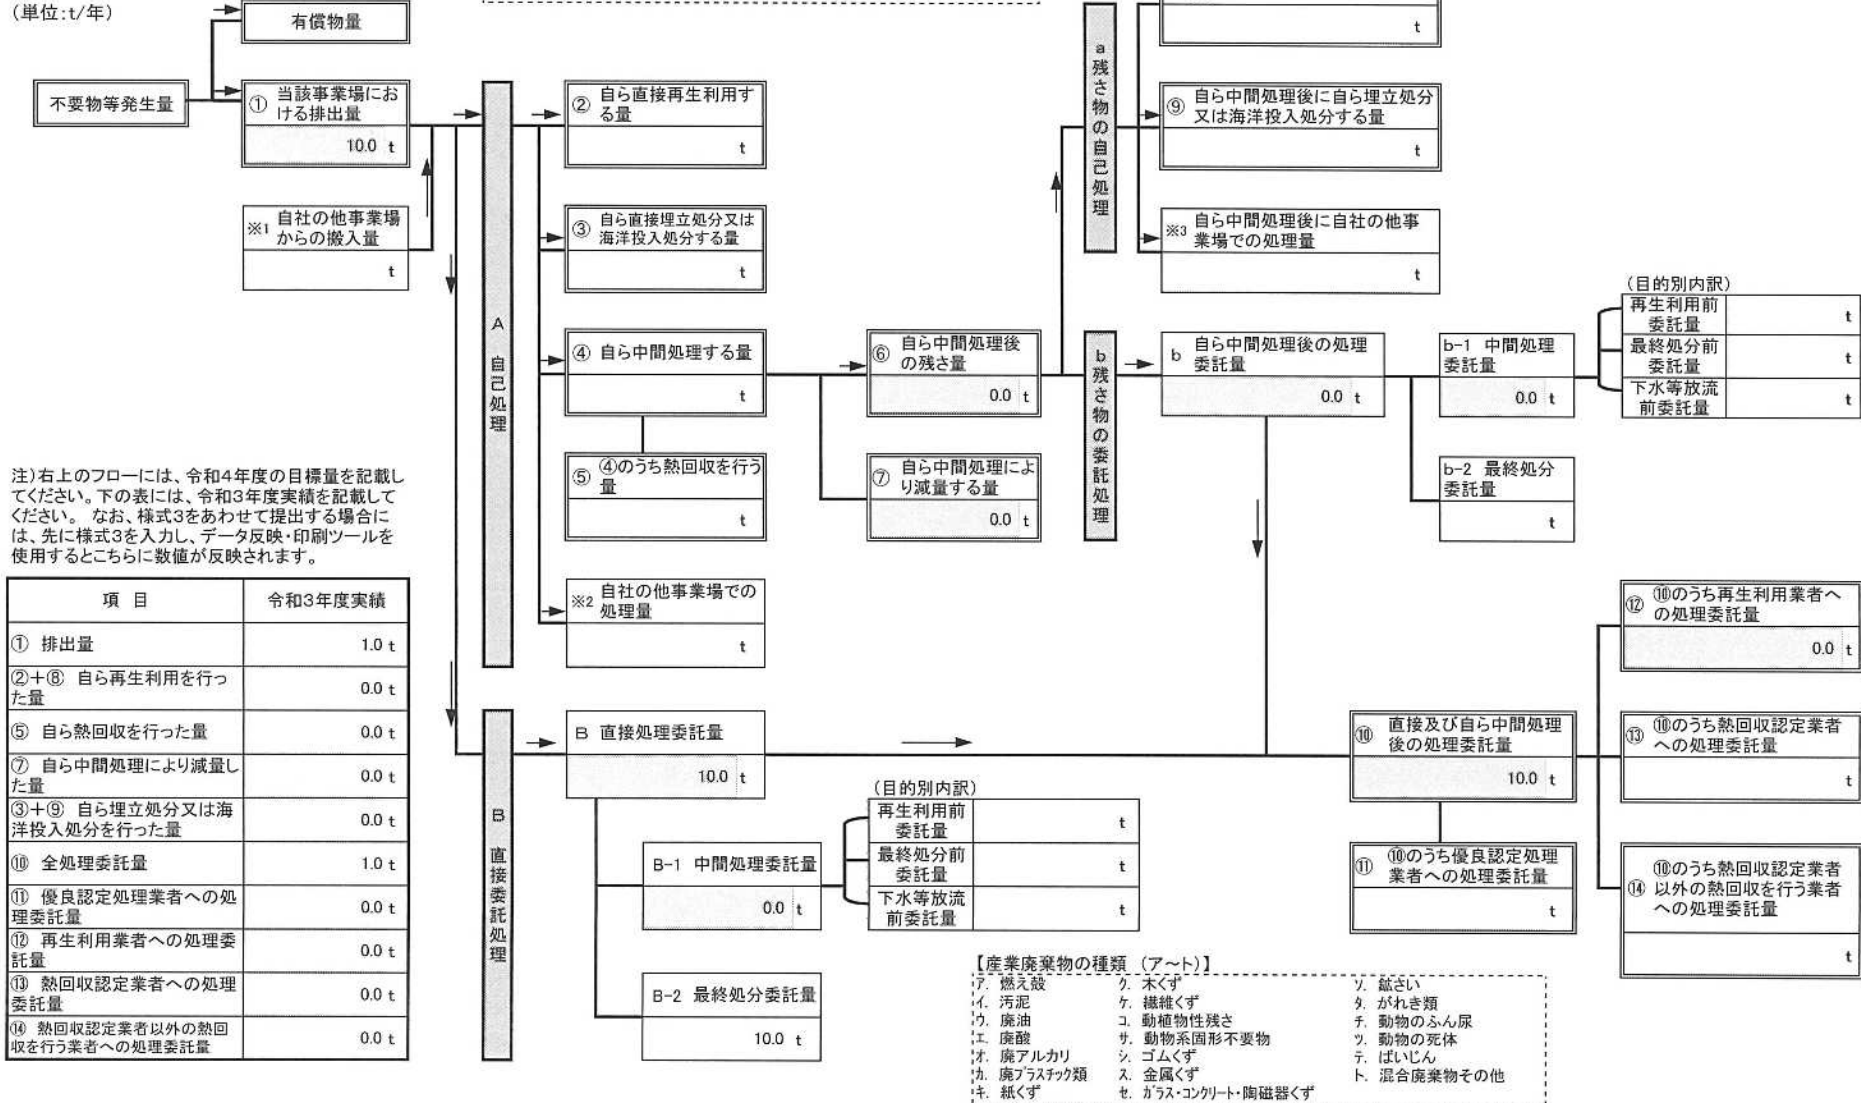 (単位:t/年)
有償物量
不要物等発生量
① 当該事業場にお
ける排出量
10.0 t
※1 自社の他事業場
からの搬入量
t
A 自己処理
② 自ら直接再生利用す
る量
t
③ 自ら直接埋立処分又は
海洋投入処分する量
t
④ 自ら中間処理する量
t
⑤ ④のうち熱回収を行う
量
t
※2 自社の他事業場での
処理量
t
⑥ 自ら中間処理後
の残さ量
0.0 t
⑦ 自ら中間処理によ
り減量する量
0.0 t
a 残さ物の自己処理
t
⑨ 自ら中間処理後に自ら埋立処分
又は海洋投入処分する量
t
※3 自ら中間処理後に自社の他事
業場での処理量
t
b 残さ物の委託処理
b 自ら中間処理後の処理
委託量
0.0 t
b-1 中間処理
委託量
0.0 t
(目的別内訳)
再生利用前
委託量
t
最終処分前
委託量
t
下水等放流
前委託量
t
b-2 最終処分
委託量
t
注)右上のフローには、令和4年度の目標量を記載し
てください。下の表には、令和3年度実績を記載して
ください。 なお、様式3をあわせて提出する場合に
は、先に様式3を入力し、データ反映・印刷ツールを
使用するとこちらに数値が反映されます。
項 目 令和3年度実績
① 排出量 1.0 t
②+⑧ 自ら再生利用を行っ
た量 0.0 t
⑤ 自ら熱回収を行った量 0.0 t
⑦ 自ら中間処理により減量し
た量 0.0 t
③+⑨ 自ら埋立処分又は海
洋投入処分を行った量 0.0 t
⑩ 全処理委託量 1.0 t
⑪ 優良認定処理業者への処
理委託量 0.0 t
⑫ 再生利用業者への処理委
託量 0.0 t
⑬ 熱回収認定業者への処理
委託量 0.0 t
⑭ 熱回収認定業者以外の熱回
収を行う業者への処理委託量 0.0 t
B 直接委託処理
B 直接処理委託量
10.0 t
B-1 中間処理委託量
0.0 t
(目的別内訳)
再生利用前
委託量
t
最終処分前
委託量
t
下水等放流
前委託量
t
B-2 最終処分委託量
10.0 t
⑩ 直接及び自ら中間処理
後の処理委託量
10.0 t
⑪ ⑩のうち優良認定処理
業者への処理委託量
t
⑫ ⑩のうち再生利用業者へ
の処理委託量
0.0 t
⑬ ⑩のうち熱回収認定業者
への処理委託量
t
⑭ ⑩のうち熱回収認定業者
以外の熱回収を行う業者
への処理委託量
t
【産業廃棄物の種類 (ア~ト)】
ア. 燃え殻
イ. 汚泥
ウ. 廃油
エ. 廃酸
オ. 廃アルカリ
カ. 廃プラスチック類
キ. 紙くず
ク. 木くず
ケ. 繊維くず
コ. 動植物性残さ
サ. 動物系固形不要物
シ. ゴムくず
ス. 金属くず
セ. ガラス・コンクリート・陶磁器くず
ソ. 鉱さい
タ. がれき類
チ. 動物のふん尿
ツ. 動物の死体
テ. ばいじん
ト. 混合廃棄物その他